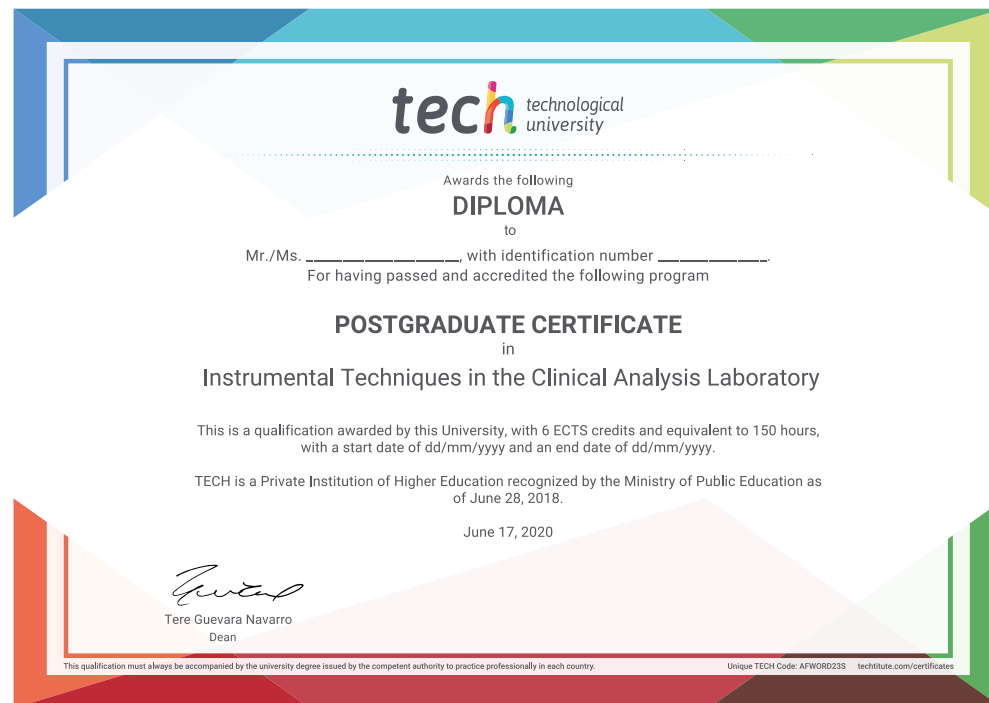 tech technological
university
Awards the following
DIPLOMA
to
Mr./Ms. ____________________, with identification number ______________.
For having passed and accredited the following program
POSTGRADUATE CERTIFICATE
in
Instrumental Techniques in the Clinical Analysis Laboratory
This is a qualification awarded by this University, with 6 ECTS credits and equivalent to 150 hours,
with a start date of dd/mm/yyyy and an end date of dd/mm/yyyy.
TECH is a Private Institution of Higher Education recognized by the Ministry of Public Education as
of June 28, 2018.
June 17, 2020
Tere Guevara Navarro
Dean
This qualification must always be accompanied by the university degree issued by the competent authority to practice professionally in each country.
Unique TECH Code: AFWORD23S techtitute.com/certificates